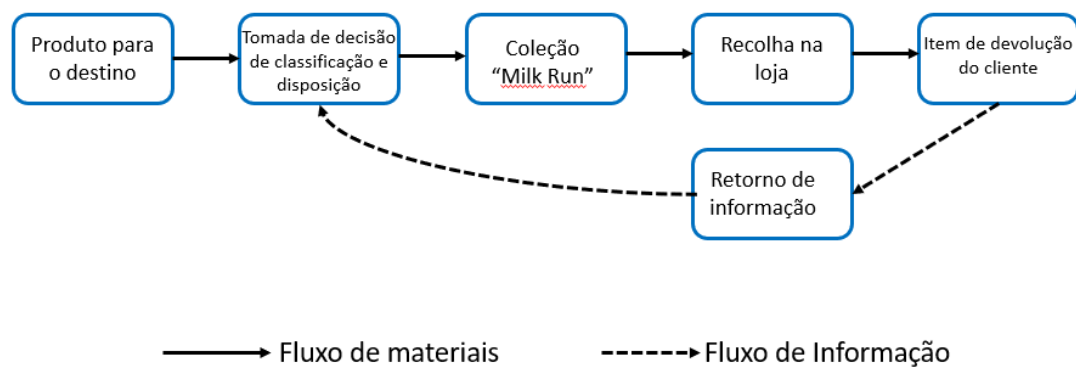 Produto para
o destino
Tomada de decisão
de classificação e
disposição
Coleção
“Milk Run”
Recolha na
loja
Item de devolução
do cliente
Retorno de
informação
Fluxo de materiais
Fluxo de Informação